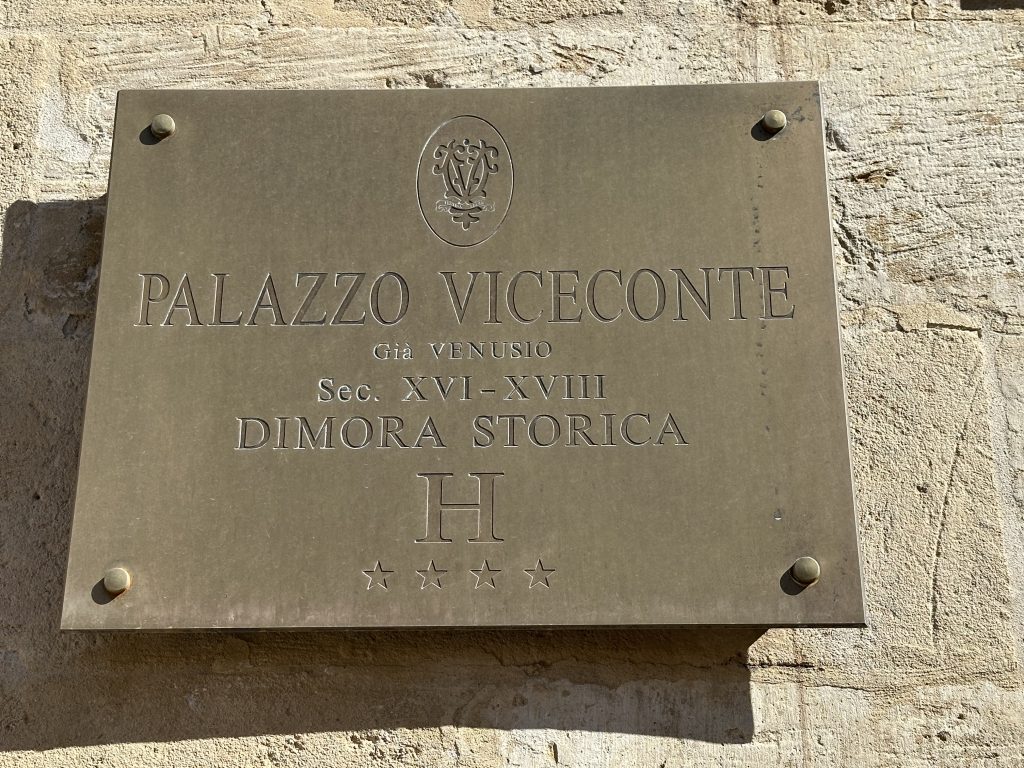 PALAZZO VICECONTE
Già VENUSIO
Sec. XVI-XVIII
DIMORA STORICA
H